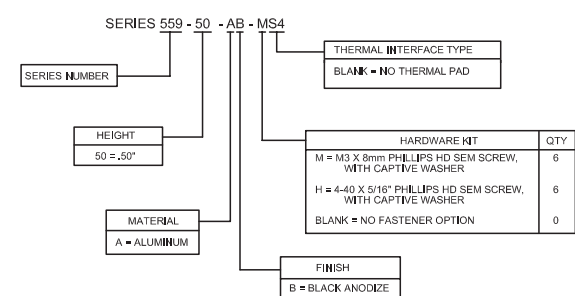 SERIES 559 - 50 - AB - MS4
THERMAL INTERFACE TYPE
BLANK = NO THERMAL PAD
SERIES NUMBER
HEIGHT
50 = .50"
HARDWARE KIT QTY
M = M3 X 8mm PHILLIPS HD SEM SCREW, 6
WITH CAPTIVE WASHER
H = 4-40 X 5/16" PHILLIPS HD SEM SCREW, 6
WITH CAPTIVE WASHER
BLANK = NO FASTENER OPTION 0
MATERIAL
A = ALUMINUM
FINISH
B = BLACK ANODIZE